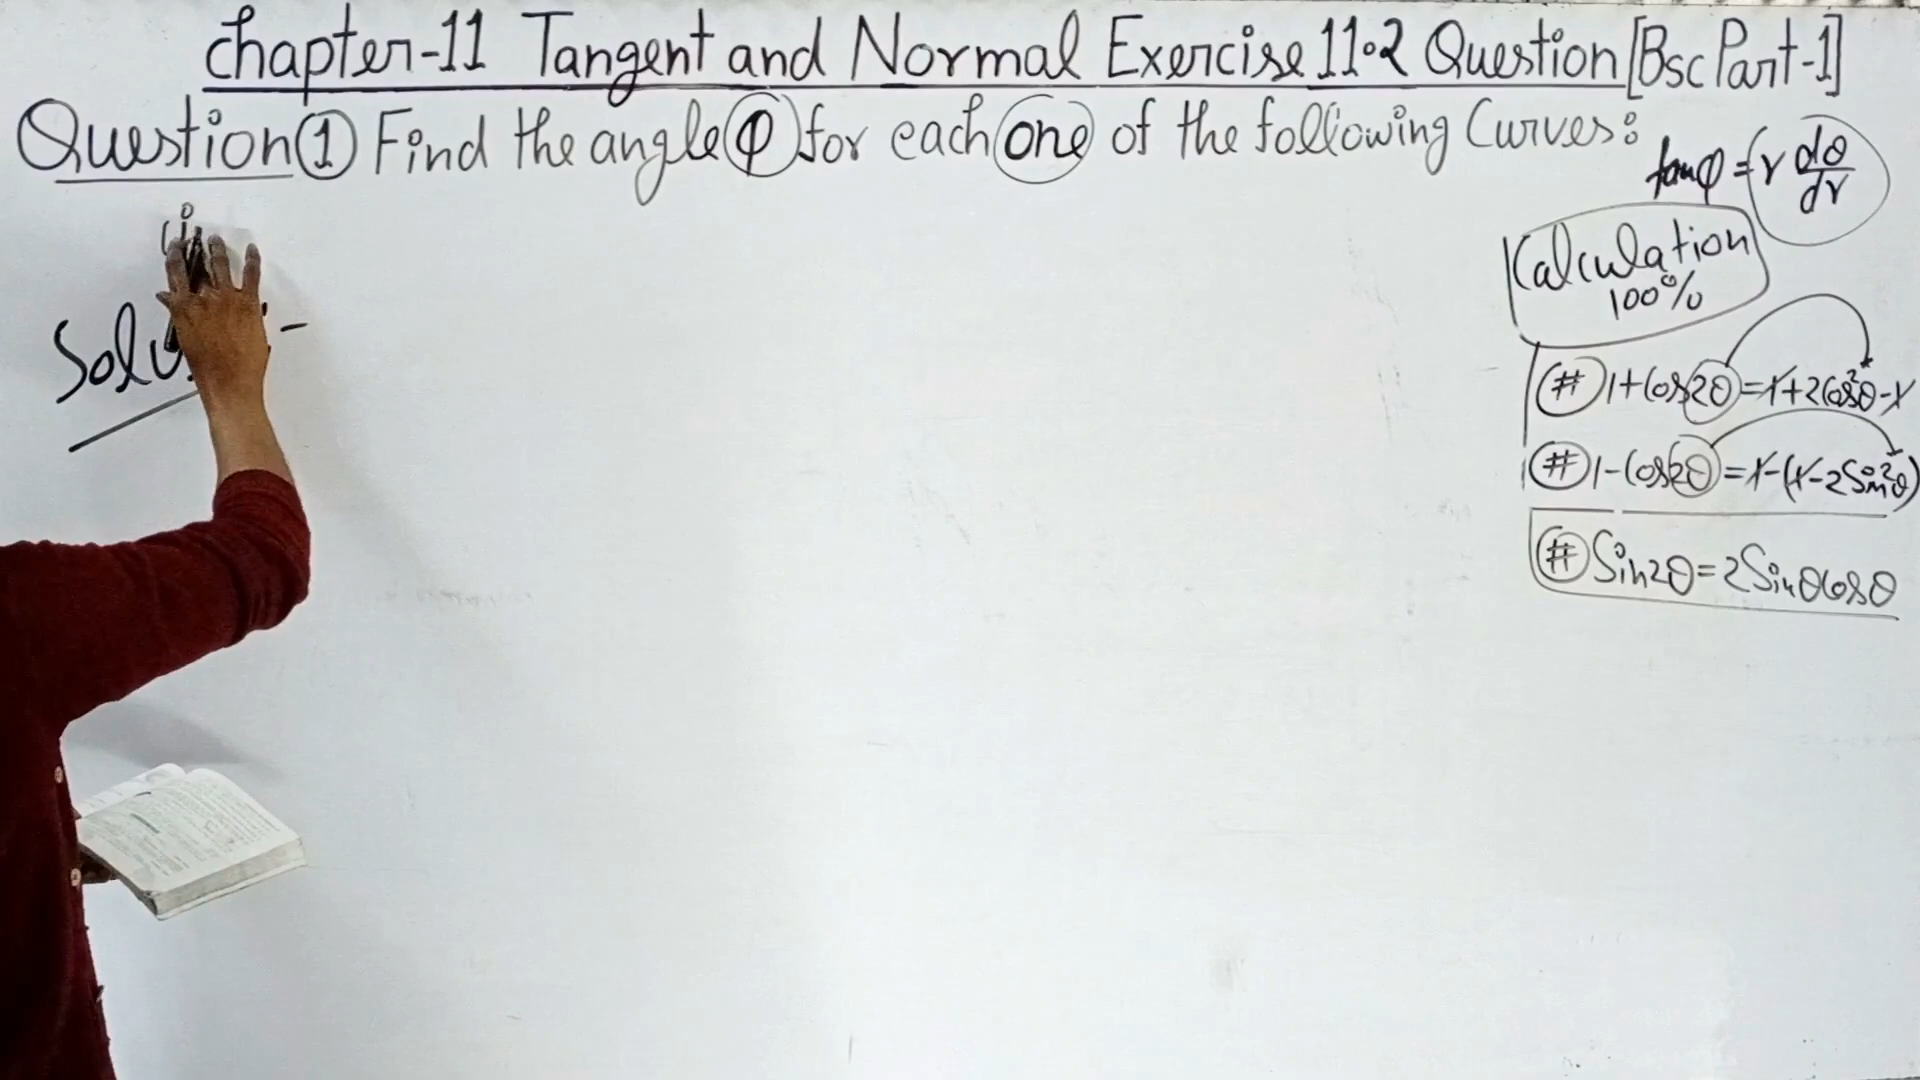 Chapter-11 Tangent and Normal Exercise 11.2 Question [Bsc Part-1]
Question ① Find the angle φ for each one of the following Curves:
tanφ = r dθ/dr
(i
Calculation
100%
# 1+Cos2θ = 1+2Cos²θ-1
# 1-Cos2θ = 1-(1-2Sin²θ)
# Sin2θ = 2SinθCosθ